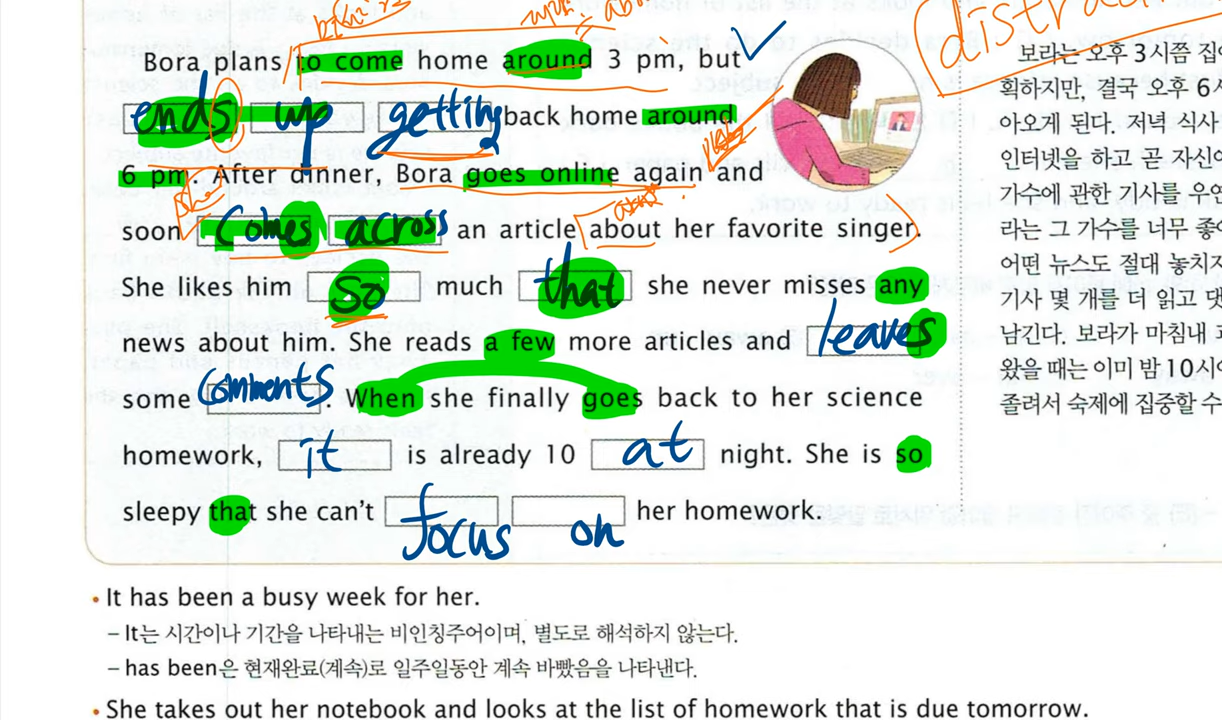 distrac
Bora plans to come home around 3 pm, but
ends up getting back home around
6 pm. After dinner, Bora goes online again and
she
soon comes across an article about her favorite singer.
She likes him so much that she never misses any
news about him. She reads a few more articles and leaves
some comments. When she finally goes back to her science
homework, it is already 10 at night. She is so
sleepy that she can't focus on her homework.
보라는 오후 3시쯤 집
획하지만, 결국 오후 6
아오게 된다. 저녁 식사
인터넷을 하고 곧 자신
가수에 관한 기사를 우연
라는 그 가수를 너무 좋
어떤 뉴스도 절대 놓치지
기사 몇 개를 더 읽고 댓
남긴다. 보라가 마침내
왔을 때는 이미 밤 10시
졸려서 숙제에 집중할 수
• It has been a busy week for her.
– It는 시간이나 기간을 나타내는 비인칭주어이며, 별도로 해석하지 않는다.
– has been은 현재완료(계속)로 일주일동안 계속 바빴음을 나타낸다.
• She takes out her notebook and looks at the list of homework that is due tomorrow.